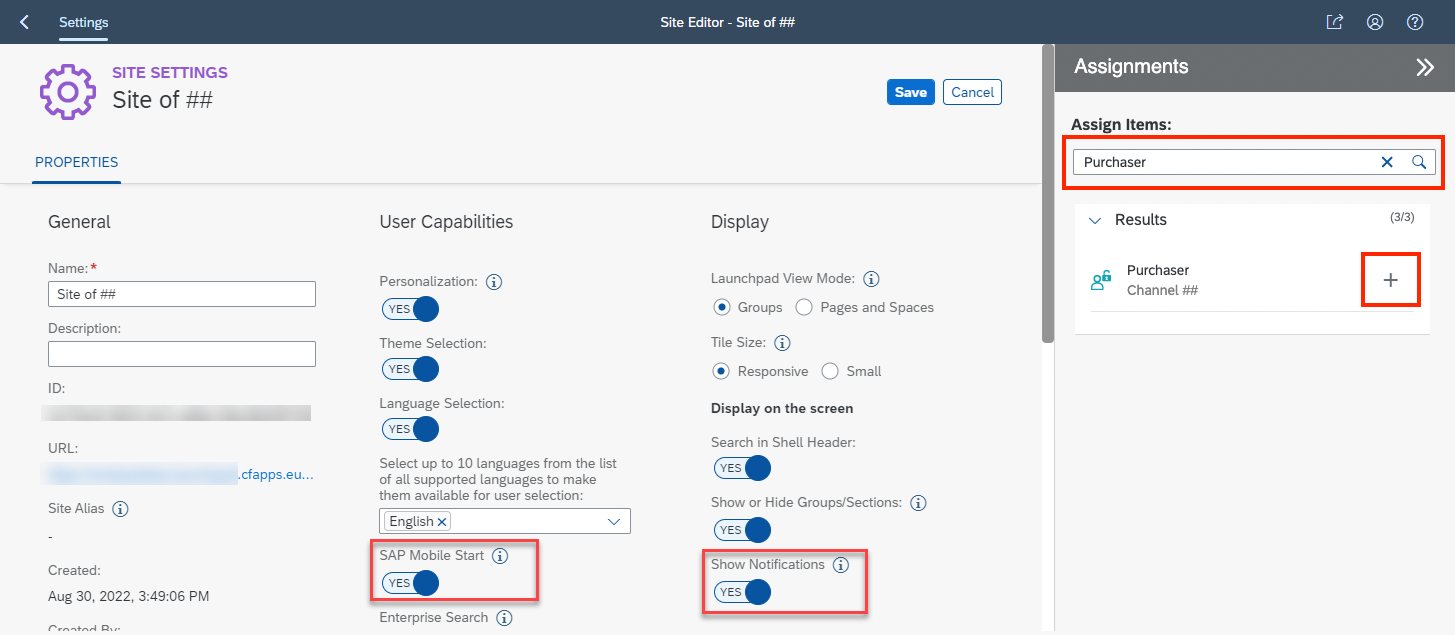 Settings
Site Editor - Site of ##
SITE SETTINGS
Site of ##
Save
Cancel
PROPERTIES
General
Name:*
Site of ##
Description:
ID:
URL:
.cfapps.eu...
Site Alias
-
Created:
Aug 30, 2022, 3:49:06 PM
Created By:
User Capabilities
Personalization:
YES
Theme Selection:
YES
Language Selection:
YES
Select up to 10 languages from the list
of all supported languages to make
them available for user selection:
English
SAP Mobile Start
YES
Enterprise Search
Display
Launchpad View Mode:
Groups Pages and Spaces
Tile Size:
Responsive Small
Display on the screen
Search in Shell Header:
YES
Show or Hide Groups/Sections:
YES
Show Notifications
YES
Assignments
Assign Items:
Purchaser
Results (3/3)
Purchaser
Channel ##